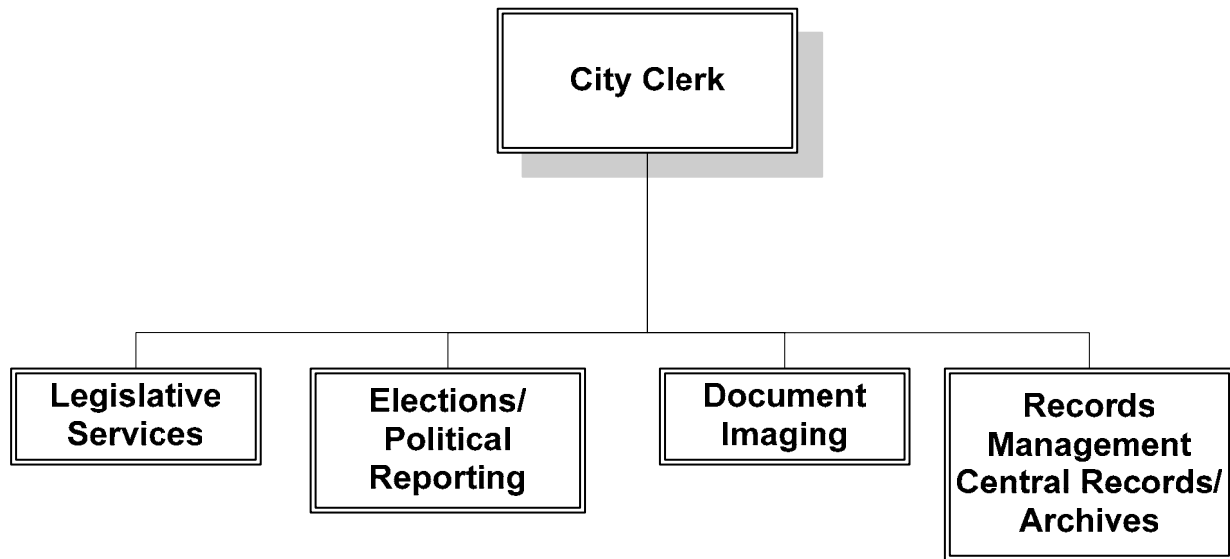 City Clerk
Legislative
Services
Elections/
Political
Reporting
Document
Imaging
Records
Management
Central Records/
Archives